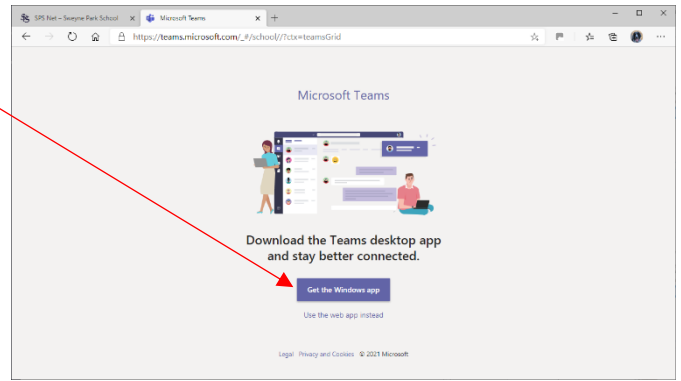 SPS Net – Sweyne Park School
Microsoft Teams
https://teams.microsoft.com/_#/school//?ctx=teamsGrid
Microsoft Teams
Download the Teams desktop app
and stay better connected.
Get the Windows app
Use the web app instead
Legal Privacy and Cookies © 2021 Microsoft